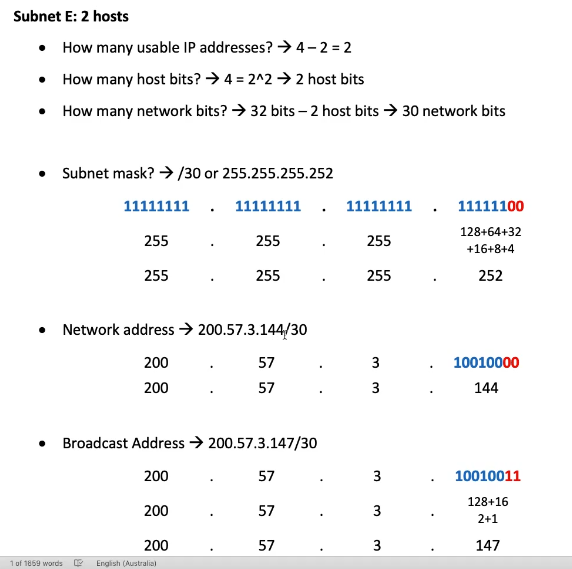 Subnet E: 2 hosts
• How many usable IP addresses? → 4 – 2 = 2
• How many host bits? → 4 = 2^2 → 2 host bits
• How many network bits? → 32 bits – 2 host bits → 30 network bits
• Subnet mask? → /30 or 255.255.255.252
11111111 . 11111111 . 11111111 . 11111100
255 . 255 . 255 128+64+32
+16+8+4
255 . 255 . 255 . 252
• Network address → 200.57.3.144/30
200 . 57 . 3 . 10010000
200 . 57 . 3 . 144
• Broadcast Address → 200.57.3.147/30
200 . 57 . 3 . 10010011
200 . 57 . 3 . 128+16
2+1
200 . 57 . 3 . 147
1 of 1659 words English (Australia)